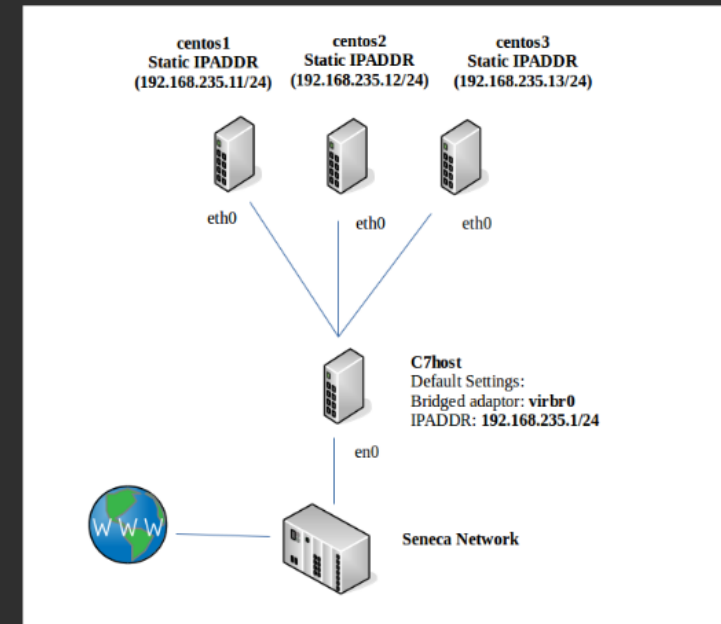 centos1
Static IPADDR
(192.168.235.11/24)
centos2
Static IPADDR
(192.168.235.12/24)
centos3
Static IPADDR
(192.168.235.13/24)
eth0
eth0
eth0
C7host
Default Settings:
Bridged adaptor: virbr0
IPADDR: 192.168.235.1/24
en0
WWW
Seneca Network